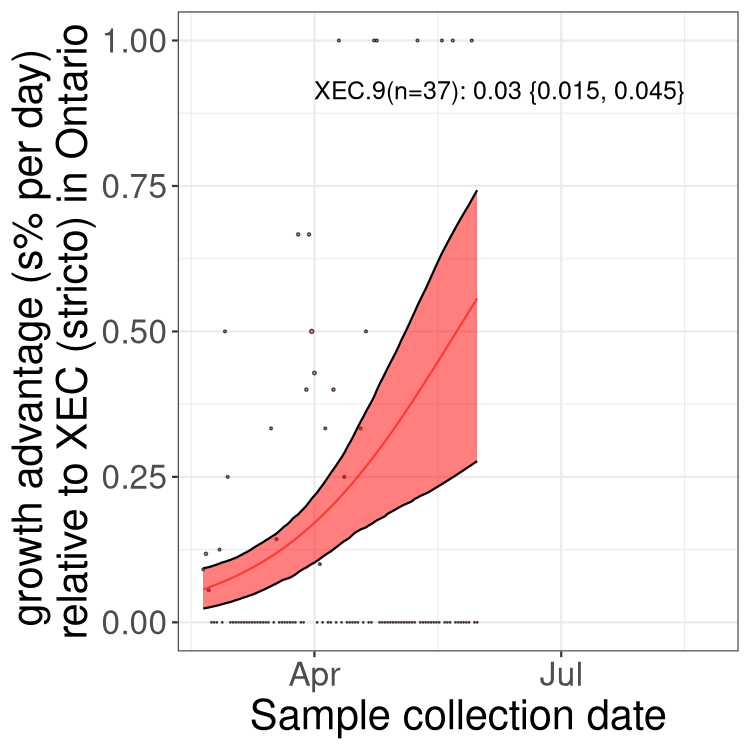 growth advantage (s% per day)
relative to XEC (stricto) in Ontario
1.00
0.75
0.50
0.25
0.00
XEC.9(n=37): 0.03 {0.015, 0.045}
Apr
Jul
Sample collection date